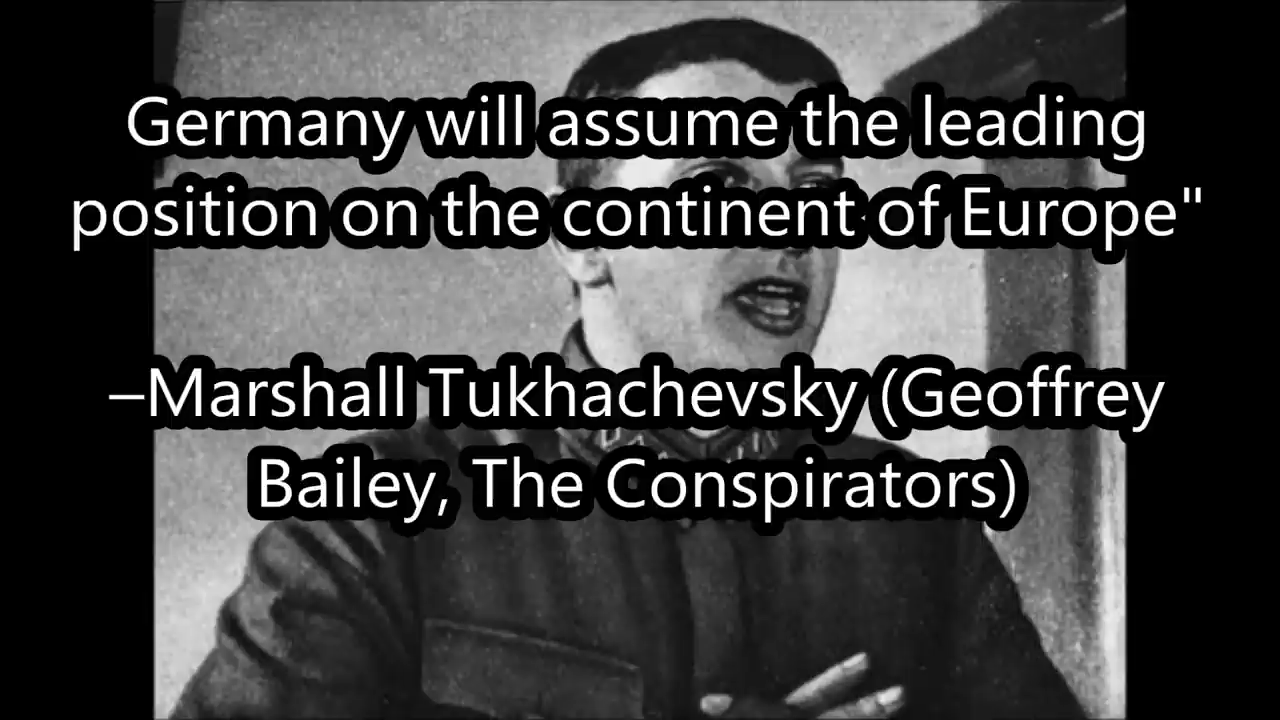 Germany will assume the leading
position on the continent of Europe"
–Marshall Tukhachevsky (Geoffrey
Bailey, The Conspirators)